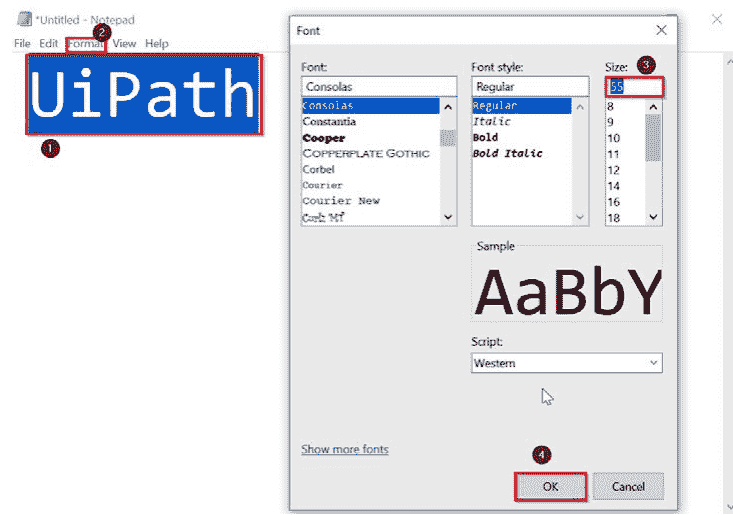 *Untitled - Notepad
2
File Edit Format View Help
UiPath
1
Font
Font: Font style: Size: 3
Consolas Regular 55
Consolas Regular 8
Constantia Italic 9
Cooper Bold 10
Copperplate Gothic Bold Italic 11
Corbel 12
Courier 14
Courier New 16
18
Sample
AaBbY
Script:
Western
Show more fonts
4
OK Cancel